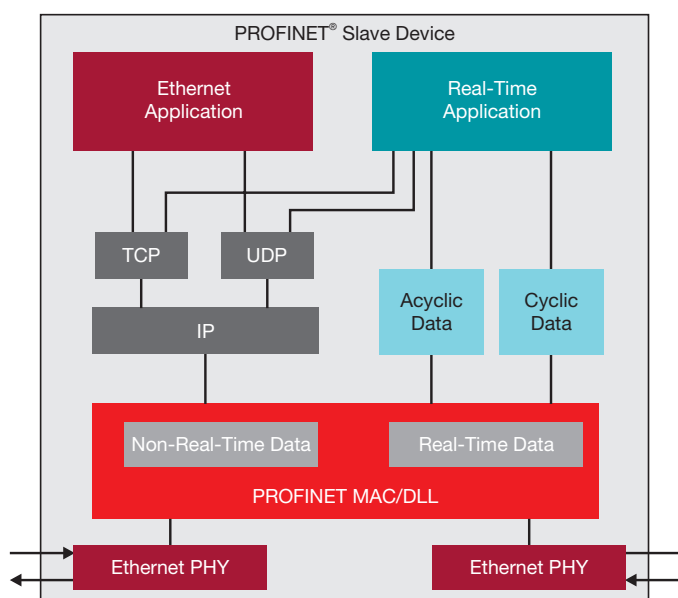 PROFINET® Slave Device
Ethernet
Application
Real-Time
Application
TCP
UDP
IP
Acyclic
Data
Cyclic
Data
Non-Real-Time Data
Real-Time Data
PROFINET MAC/DLL
Ethernet PHY
Ethernet PHY